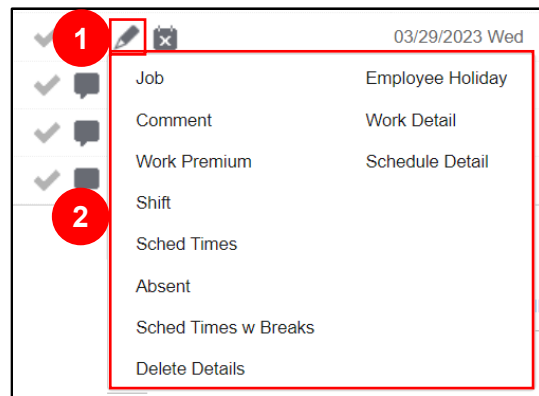 1
03/29/2023 Wed
Job
Employee Holiday
Comment
Work Detail
Work Premium
Schedule Detail
Shift
2
Sched Times
Absent
Sched Times w Breaks
Delete Details